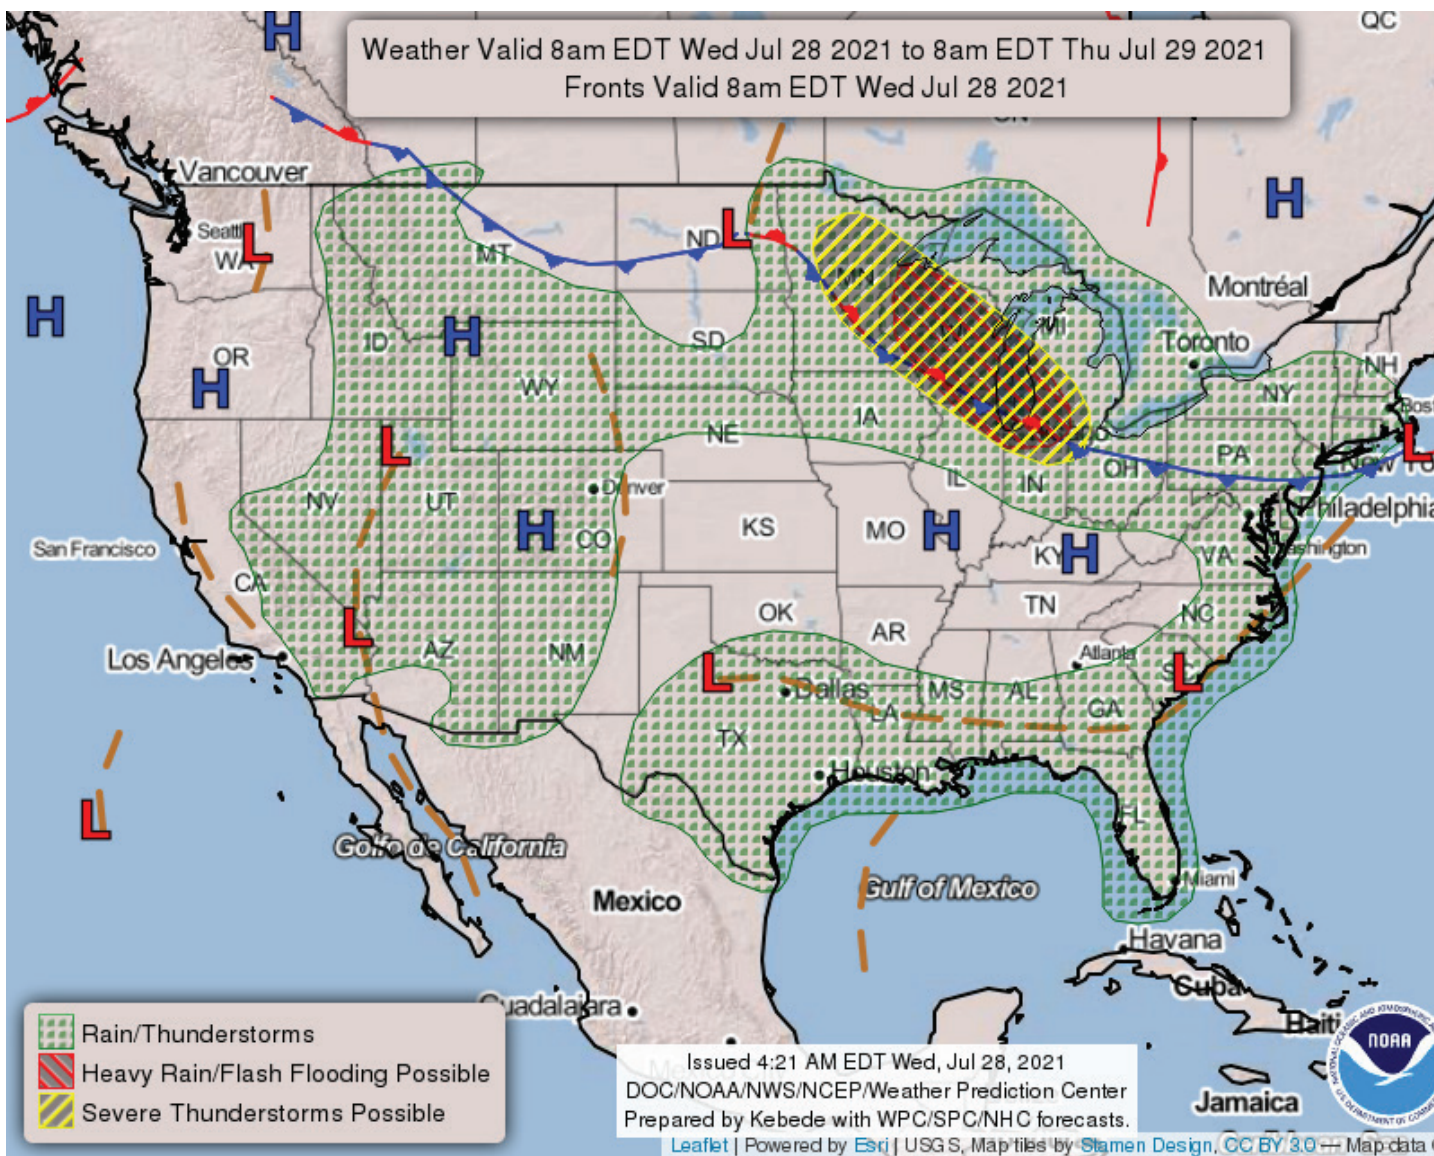 QC
Weather Valid 8am EDT Wed Jul 28 2021 to 8am EDT Thu Jul 29 2021
Fronts Valid 8am EDT Wed Jul 28 2021
ON
H
Vancouver
H
Seattle
L
WA
MT
ND
L
MN
MI
Montréal
H
OR
H
ID
H
WY
SD
Toronto
NH
NY
Bost
L
IA
NE
PA
OH
IL
IN
L
NV
UT
Denver
H
CO
KS
MO
H
KY
H
VA
Philadelphia
Washington
San Francisco
CA
L
Los Angeles
AZ
NM
OK
AR
TN
NC
Atlanta
SC
L
L
Dallas
LA
MS
AL
GA
TX
Houston
FL
Miami
L
Golfo de California
Mexico
Gulf of Mexico
Havana
Cuba
Haiti
Jamaica
Guadalajara
Rain/Thunderstorms
Heavy Rain/Flash Flooding Possible
Severe Thunderstorms Possible
Issued 4:21 AM EDT Wed, Jul 28, 2021
DOC/NOAA/NWS/NCEP/Weather Prediction Center
Prepared by Kebede with WPC/SPC/NHC forecasts.
NOAA
Leaflet | Powered by Esri | USGS, Map tiles by Stamen Design, CC BY 3.0 — Map data